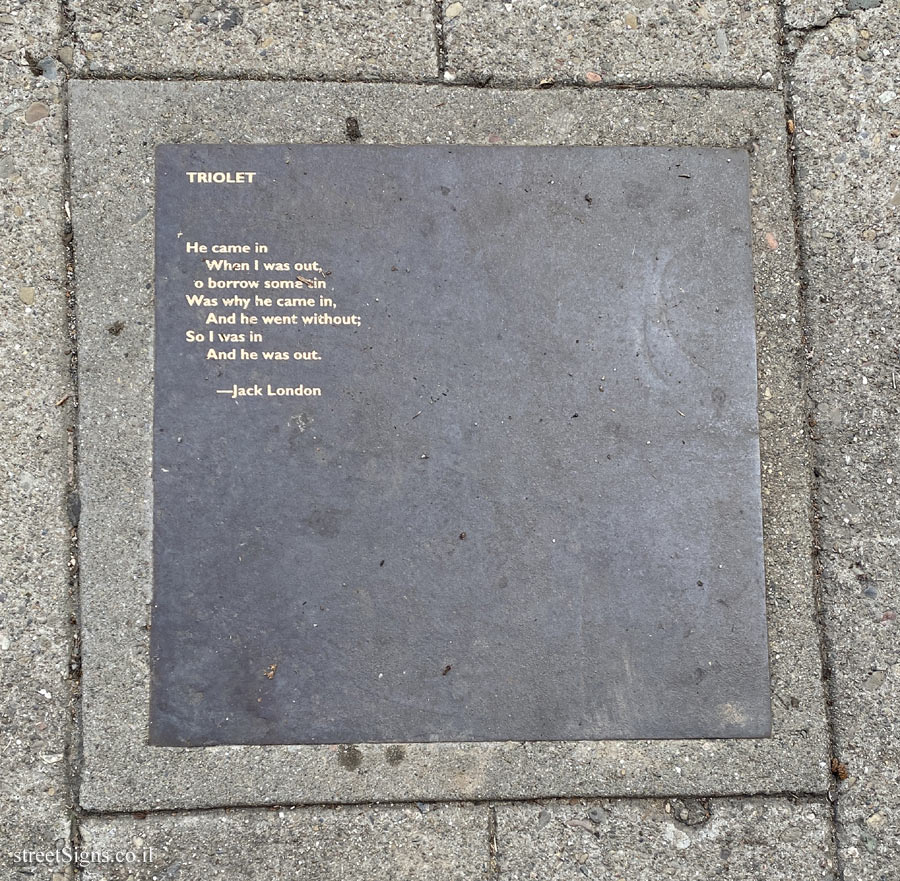 TRIOLET
He came in
When I was out,
o borrow some tin
Was why he came in,
And he went without;
So I was in
And he was out.
—Jack London
streetSigns.co.il